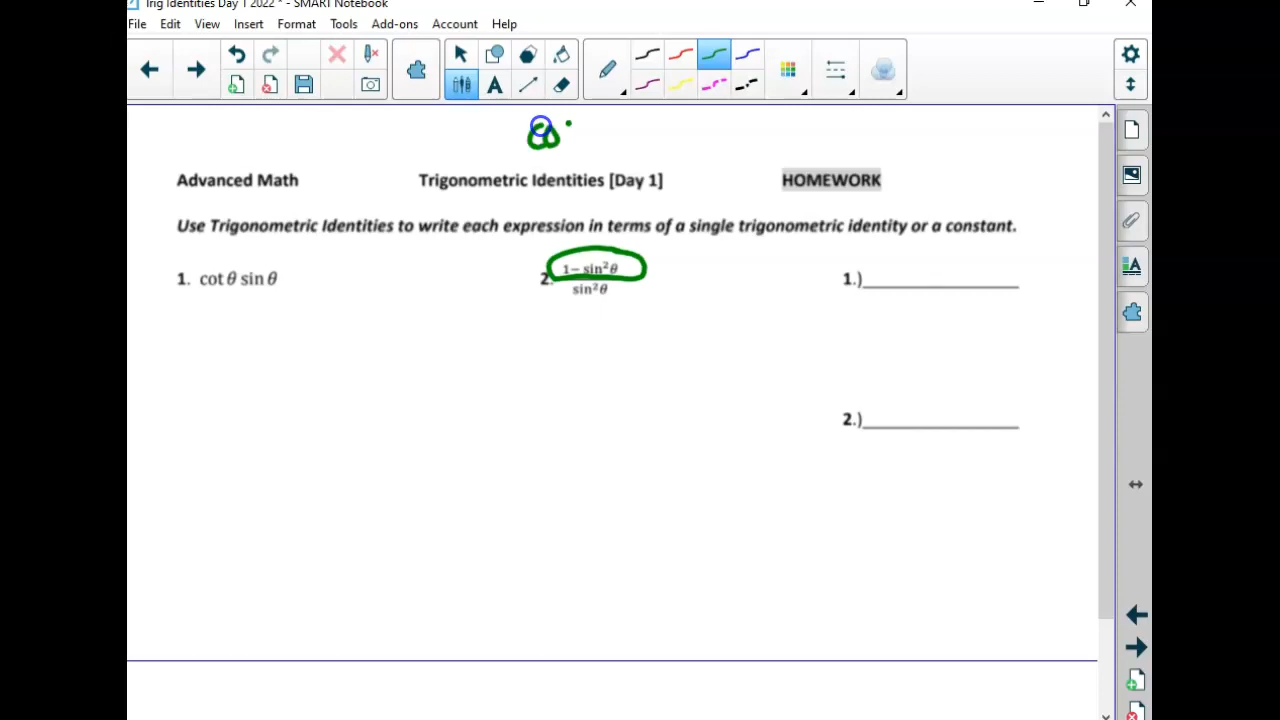 Trig Identities Day 1 2022 * - SMART Notebook
File Edit View Insert Format Tools Add-ons Account Help
Advanced Math Trigonometric Identities [Day 1] HOMEWORK
Use Trigonometric Identities to write each expression in terms of a single trigonometric identity or a constant.
1. cot θ sin θ 2. 1− sin²θ / sin²θ 1.)__________________
2.)__________________